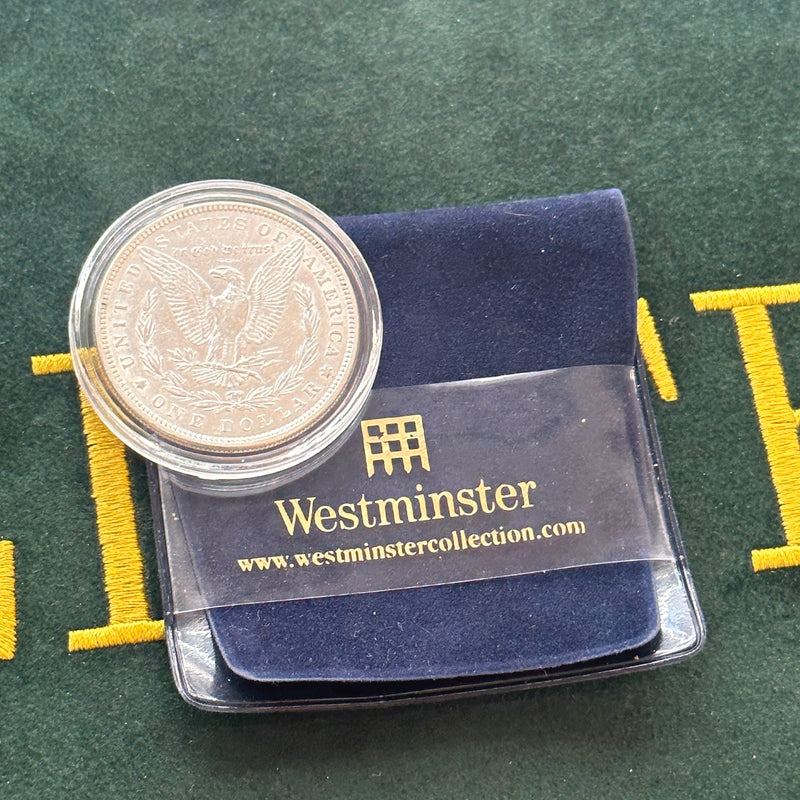 UNITED STATES OF AMERICA
In God we trust
ONE DOLLAR
Westminster
www.westminstercollection.com